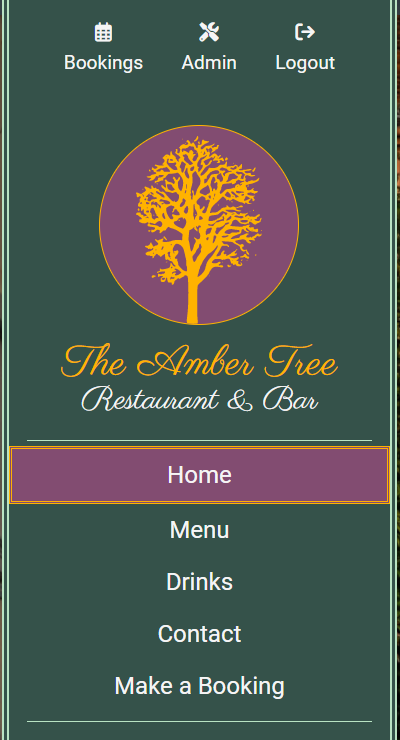 Bookings Admin Logout
The Amber Tree
Restaurant & Bar
Home
Menu
Drinks
Contact
Make a Booking